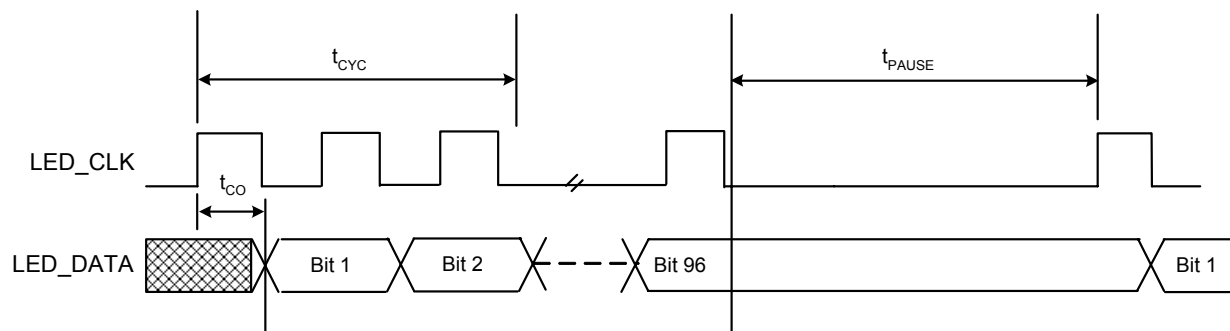 tCYC
tPAUSE
LED_CLK
tCO
LED_DATA
Bit 1
Bit 2
Bit 96
Bit 1